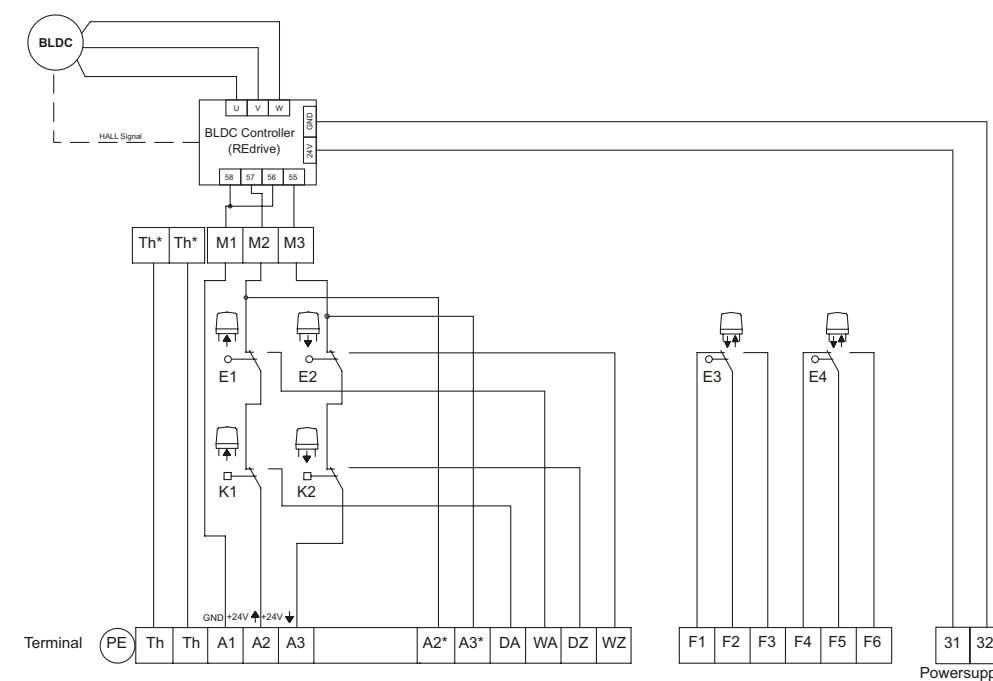 BLDC
U V W
GND
HALL Signal
BLDC Controller
(REdrive)
24V
58 57 56 55
Th* Th* M1 M2 M3
E1 E2 E3 E4
K1 K2
GND +24V +24V
Terminal PE Th Th A1 A2 A3 A2* A3* DA WA DZ WZ F1 F2 F3 F4 F5 F6 31 32
Powersupp